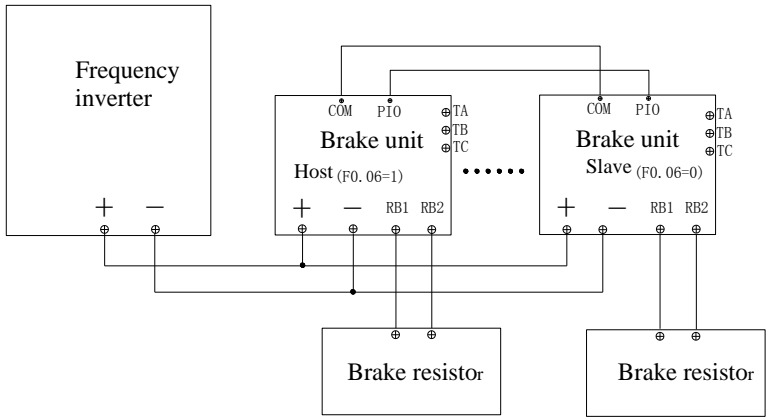 Frequency
inverter
COM PIO
TA
TB
TC
Brake unit
Host (F0.06=1)
+ − RB1 RB2
COM PIO
TA
TB
TC
Brake unit
Slave (F0.06=0)
+ − RB1 RB2
+ −
Brake resistor
Brake resistor